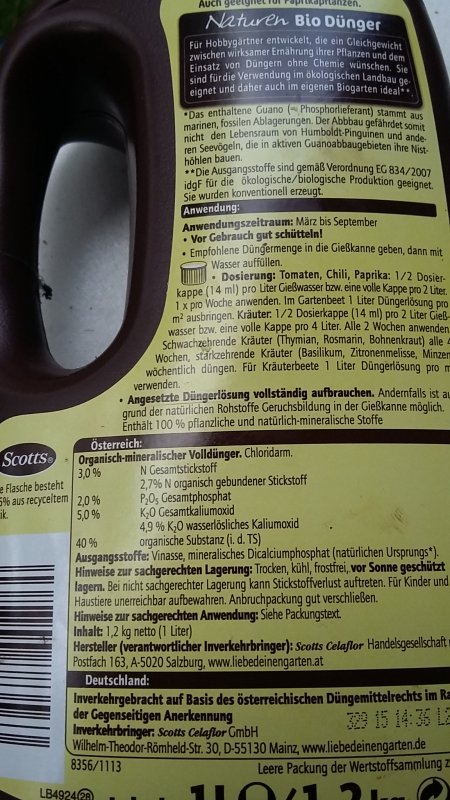 Auch geeignet für Paprikapflanzen.
Naturen Bio Dünger
Für Hobbygärtner entwickelt, die ein Gleichgewicht
zwischen wirksamer Ernährung ihrer Pflanzen und dem
Einsatz von Düngern ohne Chemie wünschen. Sie
sind für die Verwendung im ökologischen Landbau ge-
eignet und daher auch im eigenen Biogarten ideal**.
*Das enthaltene Guano (= Phosphorlieferant) stammt aus
marinen, fossilen Ablagerungen. Der Abbbau gefährdet somit
nicht den Lebensraum von Humboldt-Pinguinen und ande-
ren Seevögeln, die in aktiven Guanoabbaugebieten ihre Nist-
höhlen bauen.
**Die Ausgangsstoffe sind gemäß Verordnung EG 834/2007
idgF für die ökologische/biologische Produktion geeignet.
Sie wurden konventionell erzeugt.
Anwendung:
Anwendungszeitraum: März bis September
• Vor Gebrauch gut schütteln!
• Empfohlene Düngermenge in die Gießkanne geben, dann mit
Wasser auffüllen.
• Dosierung: Tomaten, Chili, Paprika: 1/2 Dosier-
kappe (14 ml) pro Liter Gießwasser bzw. eine volle Kappe pro 2 Liter.
1 x pro Woche anwenden. Im Gartenbeet 1 Liter Düngerlösung pro
m² ausbringen. Kräuter: 1/2 Dosierkappe (14 ml) pro 2 Liter Gieß-
wasser bzw. eine volle Kappe pro 4 Liter. Alle 2 Wochen anwenden.
Schwachzehrende Kräuter (Thymian, Rosmarin, Bohnenkraut) alle 4
Wochen, stärkzehrende Kräuter (Basilikum, Zitronenmelisse, Minzen
wöchentlich düngen. Für Kräuterbeete 1 Liter Düngerlösung pro m
verwenden.
• Angesetzte Düngerlösung vollständig aufbrauchen. Andernfalls ist au
grund der natürlichen Rohstoffe Geruchsbildung in der Gießkanne möglich.
Enthält 100 % pflanzliche und natürlich-mineralische Stoffe
Scotts®
e Flasche besteht
5% aus recyceltem
ik.
Österreich:
Organisch-mineralischer Volldünger. Chloridarm.
3,0 % N Gesamtstickstoff
2,7% N organisch gebundener Stickstoff
2,0 % P₂O₅ Gesamtphosphat
5,0 % K₂O Gesamtkaliumoxid
4,9 % K₂O wasserlösliches Kaliumoxid
40 % organische Substanz (i. d. TS)
Ausgangsstoffe: Vinasse, mineralisches Dicalciumphosphat (natürlichen Ursprungs*).
Hinweise zur sachgerechten Lagerung: Trocken, kühl, frostfrei, vor Sonne geschützt
lagern. Bei nicht sachgerechter Lagerung kann Stickstoffverlust auftreten. Für Kinder und
Haustiere unerreichbar aufbewahren. Anbruchpackung gut verschließen.
Hinweise zur sachgerechten Anwendung: Siehe Packungstext.
Inhalt: 1,2 kg netto (1 Liter)
Hersteller (verantwortlicher Inverkehrbringer): Scotts Celaflor Handelsgesellschaft
Postfach 163, A-5020 Salzburg, www.liebedeinengarten.at
Deutschland:
Inverkehrgebracht auf Basis des österreichischen Düngemittelrechts im Ra
der Gegenseitigen Anerkennung
329 15 14:36 L2
Inverkehrbringer: Scotts Celaflor GmbH
Wilhelm-Theodor-Römheld-Str. 30, D-55130 Mainz, www.liebedeinengarten.de
8356/1113
Leere Packung der Wertstoffsammlung z
LB4924 28
1l 1,2 k